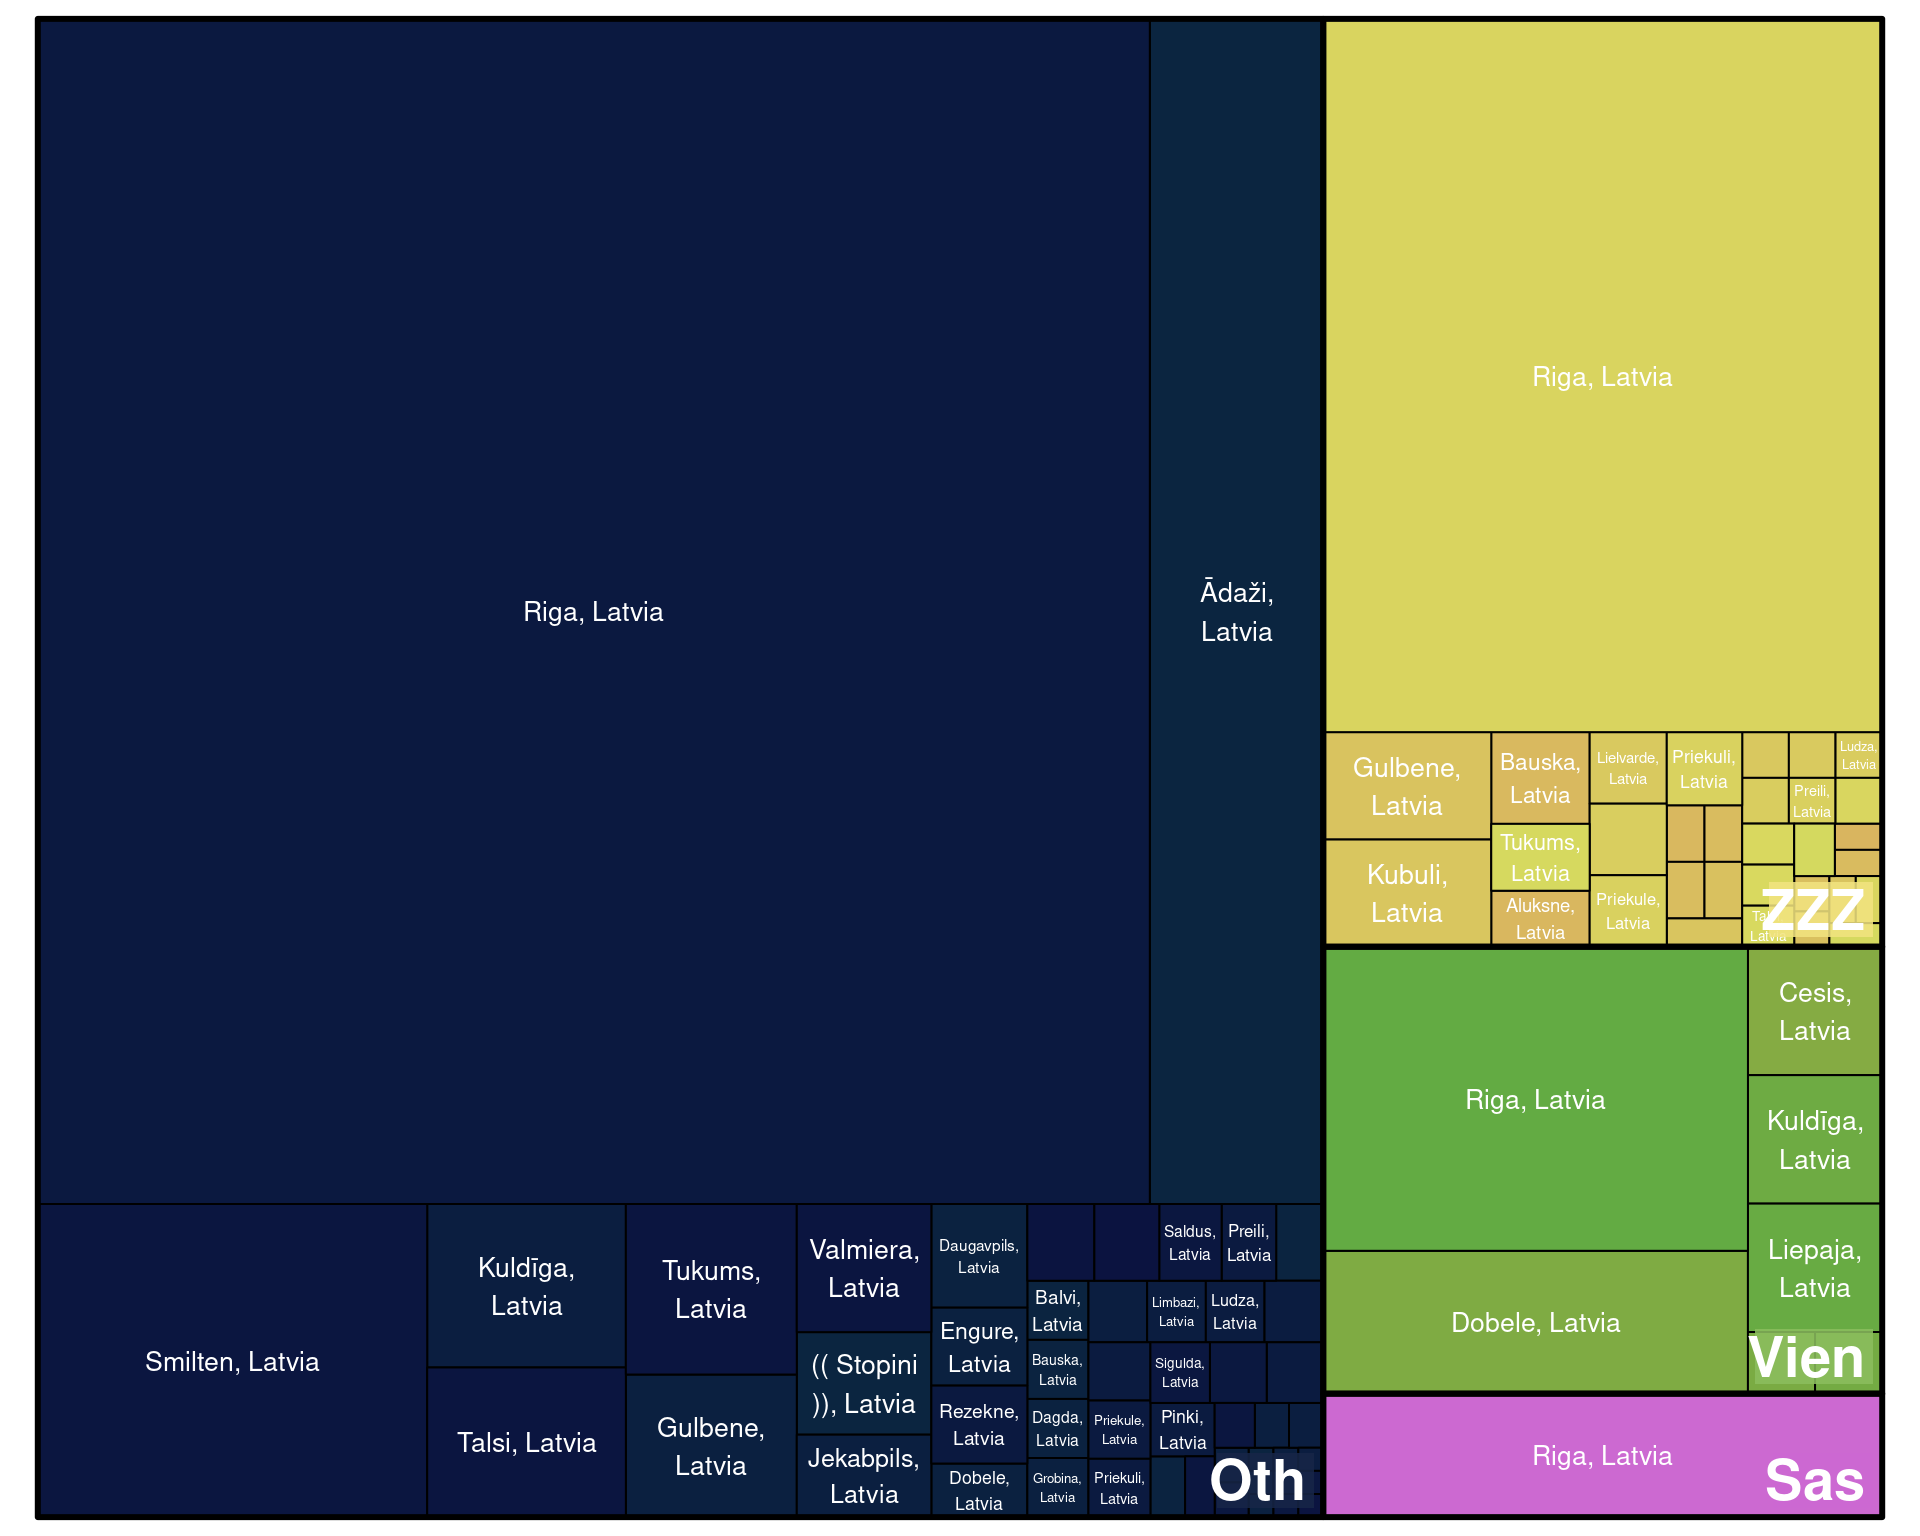 Riga, Latvia
Ādaži,
Latvia
Smilten, Latvia
Kuldīga,
Latvia
Talsi, Latvia
Tukums,
Latvia
Gulbene,
Latvia
Valmiera,
Latvia
(( Stopini
)), Latvia
Jekabpils,
Latvia
Daugavpils,
Latvia
Engure,
Latvia
Rezekne,
Latvia
Dobele,
Latvia
Saldus,
Latvia
Preili,
Latvia
Balvi,
Latvia
Limbazi,
Latvia
Ludza,
Latvia
Bauska,
Latvia
Sigulda,
Latvia
Dagda,
Latvia
Priekule,
Latvia
Pinki,
Latvia
Grobina,
Latvia
Priekuli,
Latvia
Oth
Riga, Latvia
Gulbene,
Latvia
Kubuli,
Latvia
Bauska,
Latvia
Tukums,
Latvia
Aluksne,
Latvia
Lielvarde,
Latvia
Priekule,
Latvia
Priekuli,
Latvia
Ludza,
Latvia
Preili,
Latvia
Latvia
ZZZ
Riga, Latvia
Dobele, Latvia
Cesis,
Latvia
Kuldīga,
Latvia
Liepaja,
Latvia
Vien
Riga, Latvia
Sas